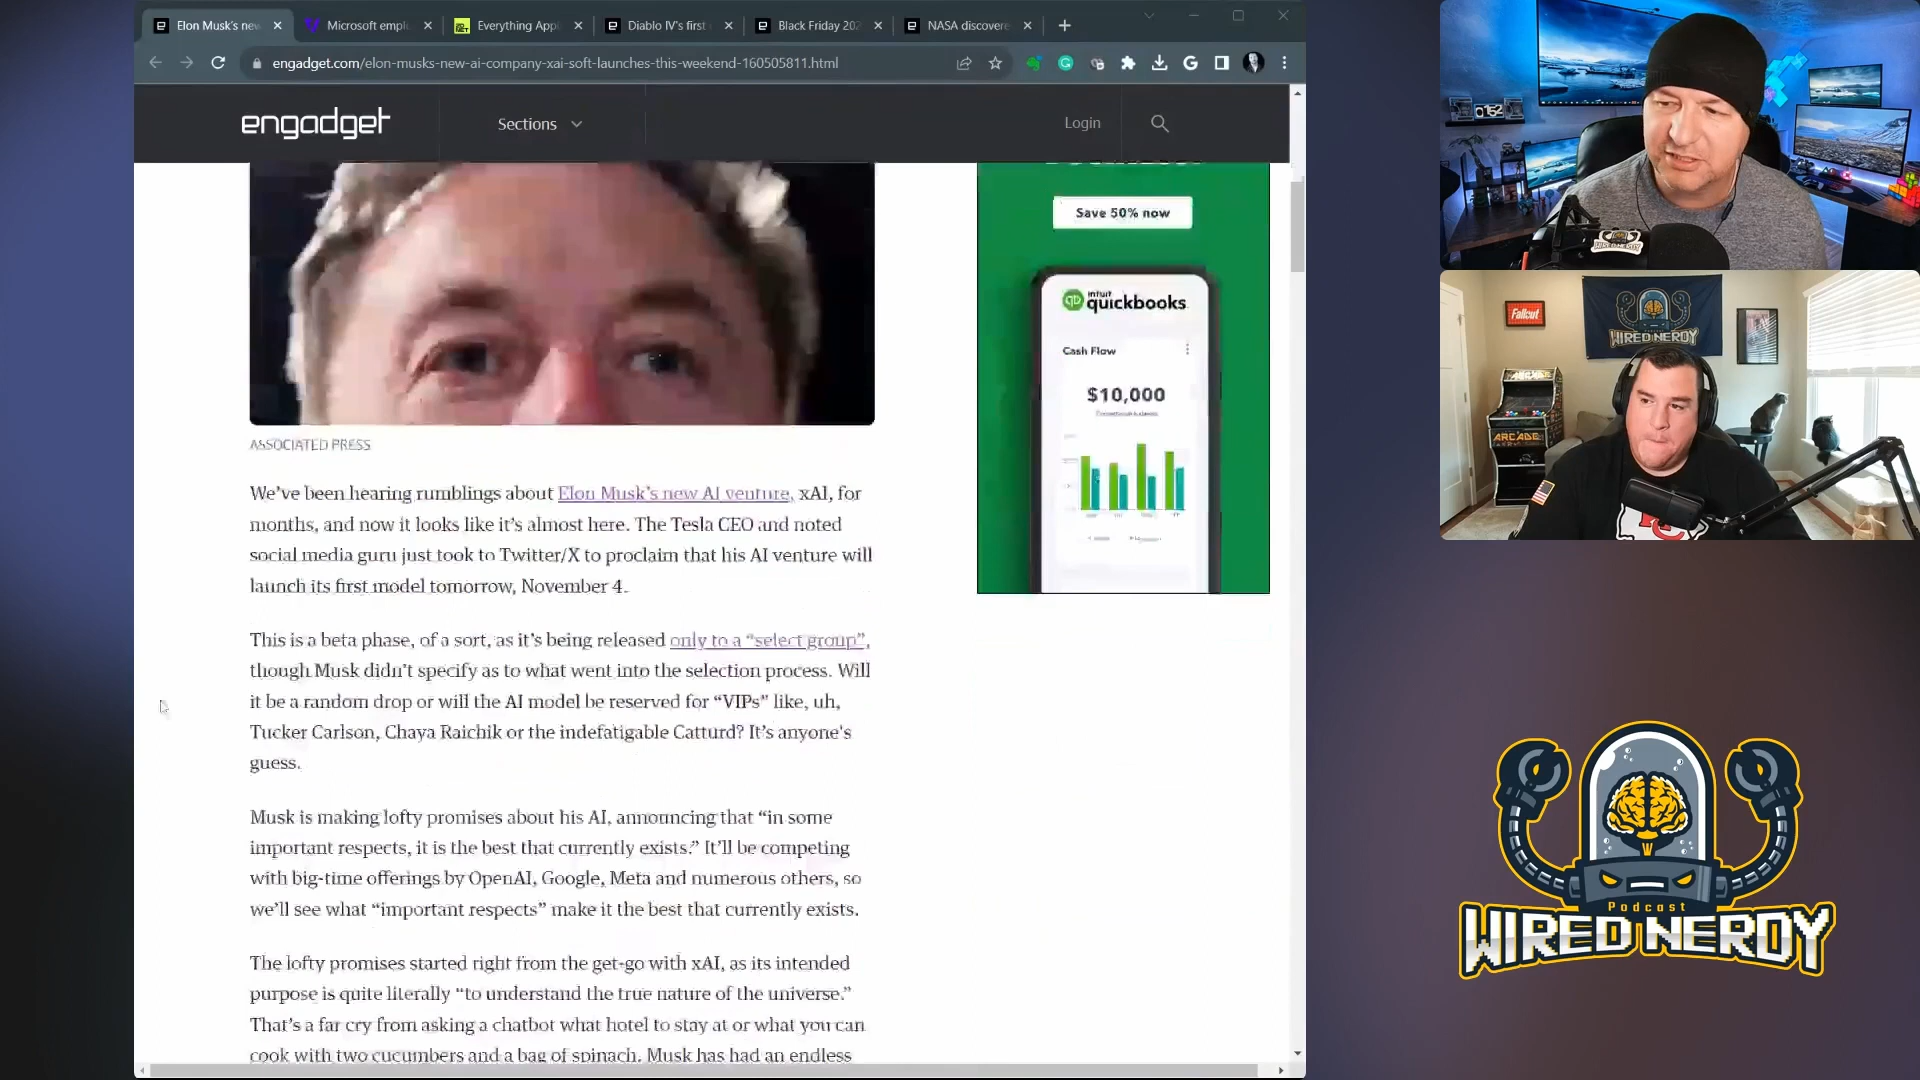 Elon Musk's new
Microsoft empl
Everything Appl
Diablo IV's first
Black Friday 202
NASA discovere
engadget.com/elon-musks-new-ai-company-xai-soft-launches-this-weekend-160505811.html
engadget
Sections
Login
Save 50% now
intuit
quickbooks
Cash Flow
$10,000
ASSOCIATED PRESS
We've been hearing rumblings about Elon Musk's new AI venture, xAI, for
months, and now it looks like it's almost here. The Tesla CEO and noted
social media guru just took to Twitter/X to proclaim that his AI venture will
launch its first model tomorrow, November 4.
This is a beta phase, of a sort, as it's being released only to a “select group”,
though Musk didn't specify as to what went into the selection process. Will
it be a random drop or will the AI model be reserved for “VIPs” like, uh,
Tucker Carlson, Chaya Raichik or the indefatigable Catturd? It's anyone's
guess.
Musk is making lofty promises about his AI, announcing that “in some
important respects, it is the best that currently exists.” It'll be competing
with big-time offerings by OpenAI, Google, Meta and numerous others, so
we'll see what “important respects” make it the best that currently exists.
The lofty promises started right from the get-go with xAI, as its intended
purpose is quite literally “to understand the true nature of the universe.”
That's a far cry from asking a chatbot what hotel to stay at or what you can
cook with two cucumbers and a bag of spinach. Musk has had an endless
WIRED NERDY
Fallout
WIRED NERDY
ARCADE
Podcast
WIRED NERDY